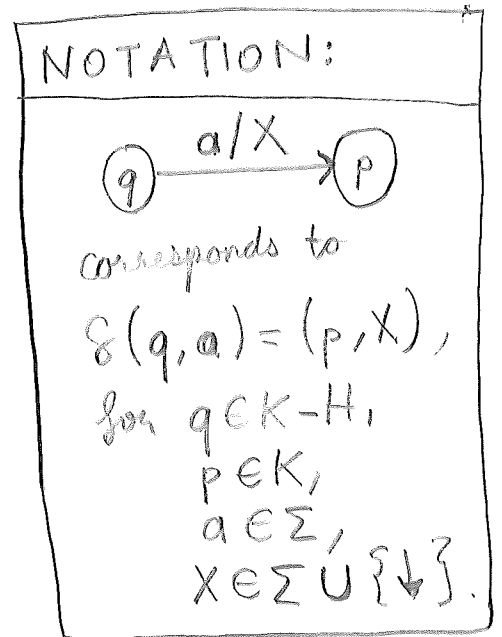 NOTATION:
a/X
q p
corresponds to
δ(q,a)=(p,X),
for q∈K-H,
p∈K,
a∈Σ,
X∈Σ∪{↓}.